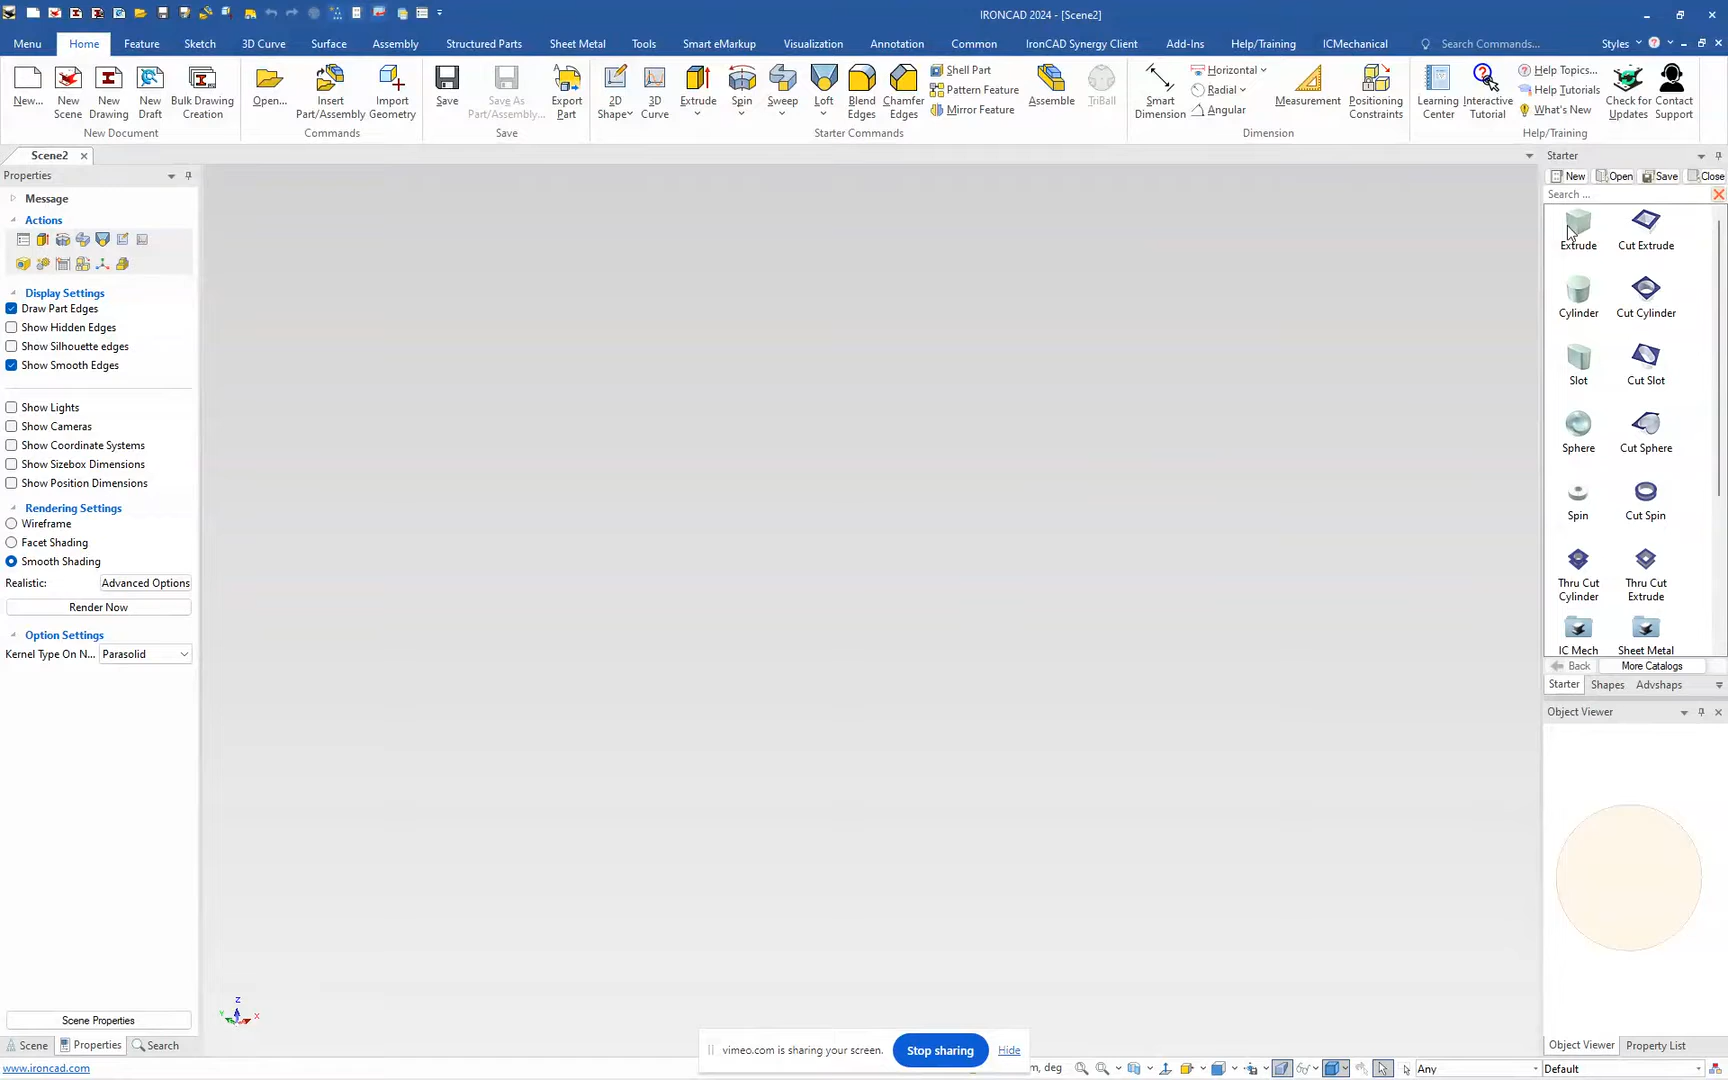 IRONCAD 2024 - [Scene2]
Menu Home Feature Sketch 3D Curve Surface Assembly Structured Parts Sheet Metal Tools Smart eMarkup Visualization Annotation Common IronCAD Synergy Client Add-Ins Help/Training ICMechanical Search Commands... Styles
New... New Scene New Drawing New Draft Bulk Drawing Creation
New Document
Open... Insert Part/Assembly Import Geometry
Commands
Save Save As Part/Assembly... Export Part
Save
2D Shape 3D Curve Extrude Spin Sweep Loft Blend Edges Chamfer Edges
Shell Part
Pattern Feature
Mirror Feature
Assemble TriBall
Starter Commands
Smart Dimension
Horizontal
Radial
Angular
Measurement Positioning Constraints
Dimension
Learning Center Interactive Tutorial
Help Topics...
Help Tutorials
What's New
Check for Updates Contact Support
Help/Training
Scene2
Properties
Message
Actions
Display Settings
Draw Part Edges
Show Hidden Edges
Show Silhouette edges
Show Smooth Edges
Show Lights
Show Cameras
Show Coordinate Systems
Show Sizebox Dimensions
Show Position Dimensions
Rendering Settings
Wireframe
Facet Shading
Smooth Shading
Realistic: Advanced Options
Render Now
Option Settings
Kernel Type On N... Parasolid
Scene Properties
Scene Properties Search
www.ironcad.com
Z
Y X
vimeo.com is sharing your screen. Stop sharing Hide
m, deg
Any
Default
Starter
New Open Save Close
Search ...
Extrude Cut Extrude
Cylinder Cut Cylinder
Slot Cut Slot
Sphere Cut Sphere
Spin Cut Spin
Thru Cut Cylinder Thru Cut Extrude
IC Mech Sheet Metal
Back More Catalogs
Starter Shapes Advshaps
Object Viewer
Object Viewer Property List